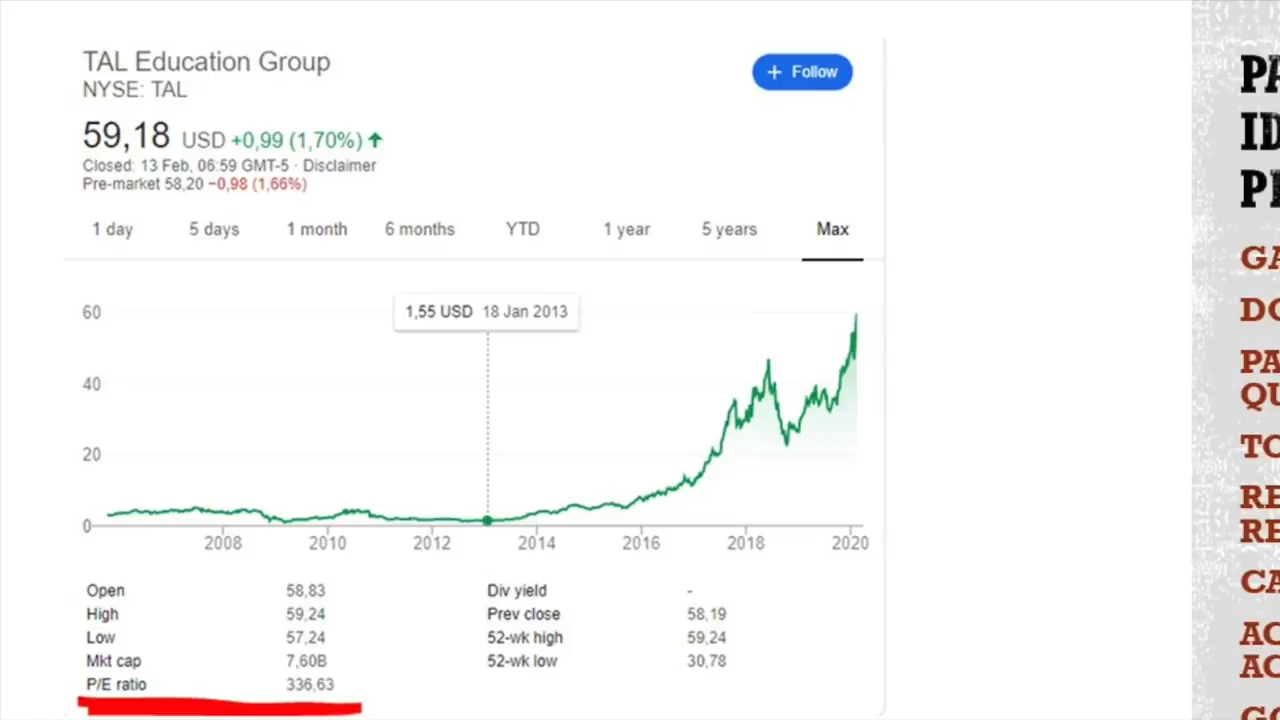 TAL Education Group
NYSE: TAL
+ Follow
59,18 USD +0,99 (1,70%)
Closed: 13 Feb, 06:59 GMT-5 · Disclaimer
Pre-market 58,20 −0,98 (1,66%)
1 day 5 days 1 month 6 months YTD 1 year 5 years Max
1,55 USD 18 Jan 2013
60
40
20
0
2008 2010 2012 2014 2016 2018 2020
Open 58,83 Div yield -
High 59,24 Prev close 58,19
Low 57,24 52-wk high 59,24
Mkt cap 7,60B 52-wk low 30,78
P/E ratio 336,63